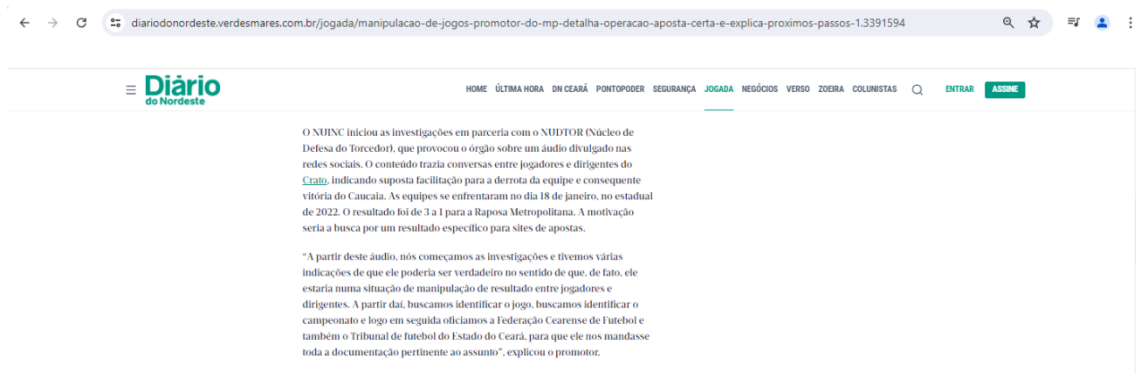 diariodonordeste.verdesmares.com.br/jogada/manipulacao-de-jogos-promotor-do-mp-detalha-operacao-aposta-certa-e-explica-proximos-passos-1.3391594
Diário
do Nordeste
HOME ÚLTIMA HORA DN CEARÁ PONTOPODER SEGURANÇA JOGADA NEGÓCIOS VERSO ZOEIRA COLUNISTAS ENTRAR ASSINE
O NUINC iniciou as investigações em parceria com o NUDTOR (Núcleo de
Defesa do Torcedor), que provocou o órgão sobre um áudio divulgado nas
redes sociais. O conteúdo trazia conversas entre jogadores e dirigentes do
Crato, indicando suposta facilitação para a derrota da equipe e consequente
vitória do Caucaia. As equipes se enfrentaram no dia 18 de janeiro, no estadual
de 2022. O resultado foi de 3 a 1 para a Raposa Metropolitana. A motivação
seria a busca por um resultado específico para sites de apostas.
"A partir deste áudio, nós começamos as investigações e tivemos várias
indicações de que ele poderia ser verdadeiro no sentido de que, de fato, ele
estaria numa situação de manipulação de resultado entre jogadores e
dirigentes. A partir daí, buscamos identificar o jogo, buscamos identificar o
campeonato e logo em seguida oficiamos a Federação Cearense de Futebol e
também o Tribunal de futebol do Estado do Ceará, para que ele nos mandasse
toda a documentação pertinente ao assunto", explicou o promotor.